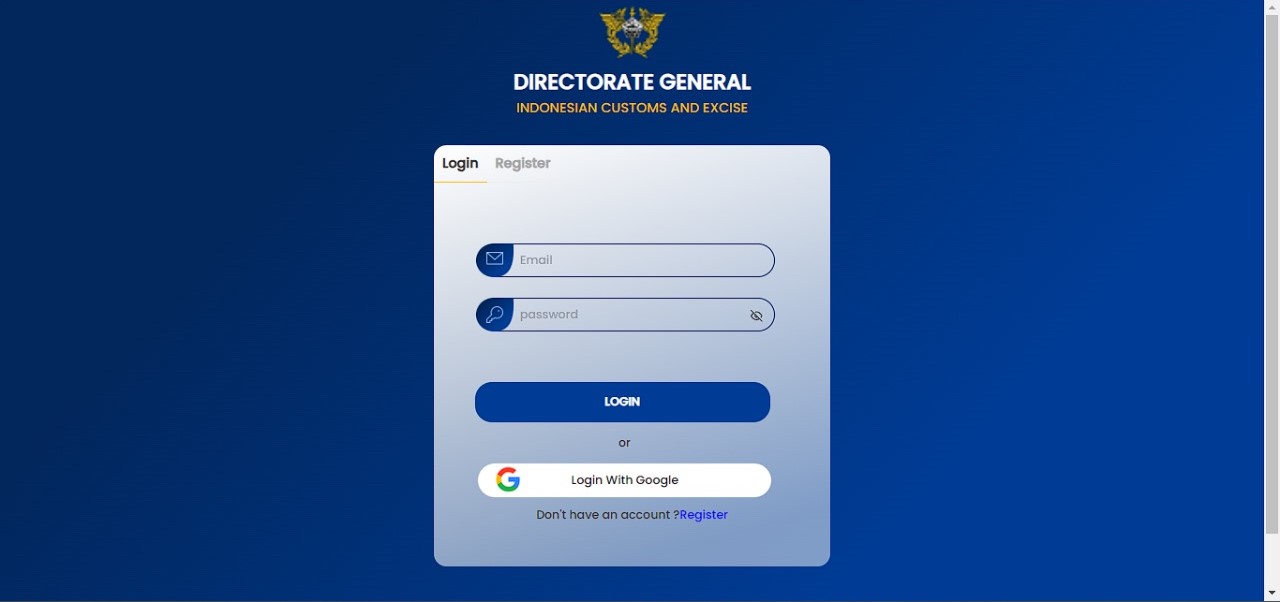 DIRECTORATE GENERAL
INDONESIAN CUSTOMS AND EXCISE
Login Register
Email
password
LOGIN
or
Login With Google
Don't have an account ?Register